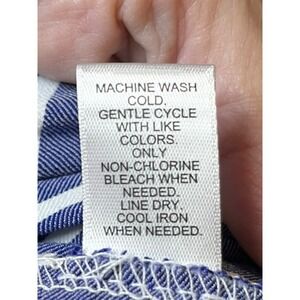 MACHINE WASH
COLD.
GENTLE CYCLE
WITH LIKE
COLORS.
ONLY
NON-CHLORINE
BLEACH WHEN
NEEDED.
LINE DRY.
COOL IRON
WHEN NEEDED.